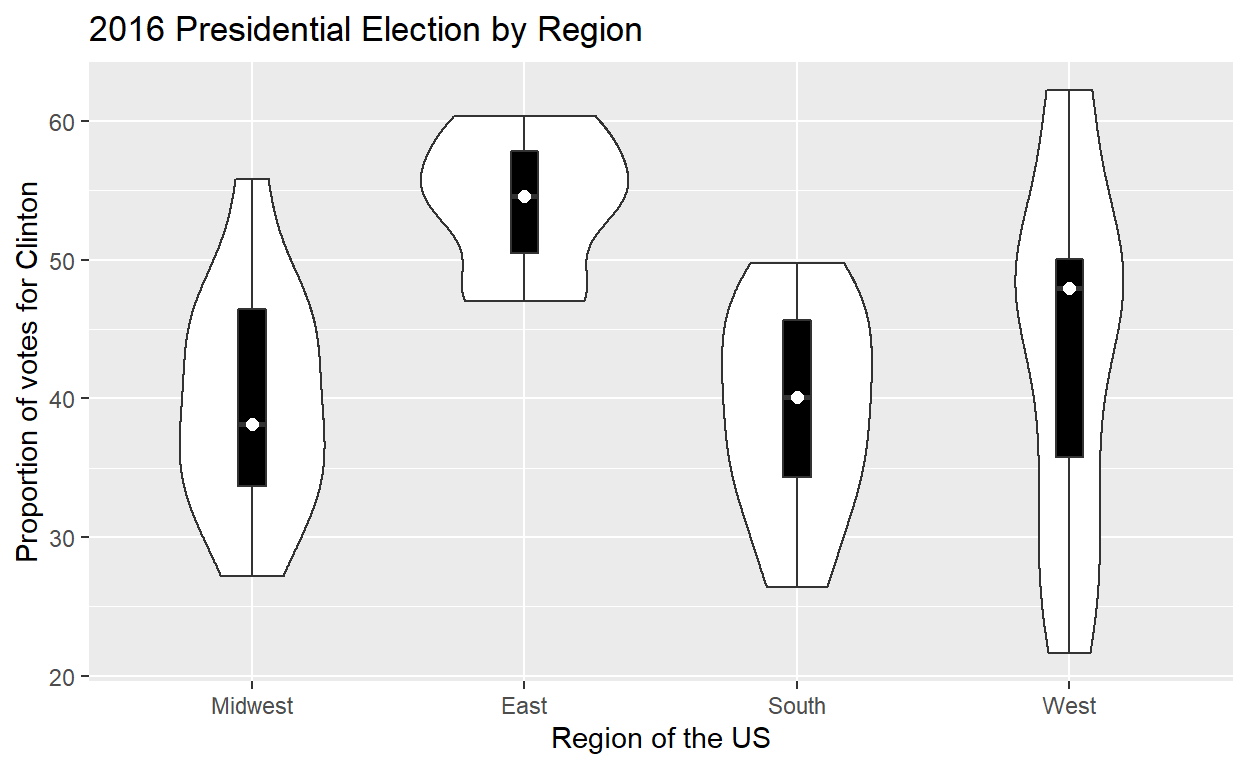 2016 Presidential Election by Region
Proportion of votes for Clinton
60
50
40
30
20
Midwest East South West
Region of the US